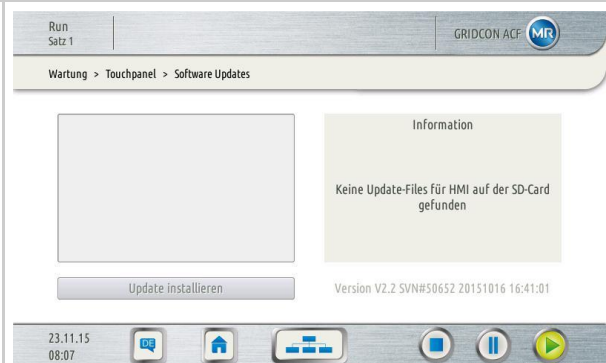 Run
Satz 1
GRIDCON ACF
MR
Wartung > Touchpanel > Software Updates
Information
Keine Update-Files für HMI auf der SD-Card
gefunden
Update installieren
Version V2.2 SVN#50652 20151016 16:41:01
23.11.15
08:07
DE